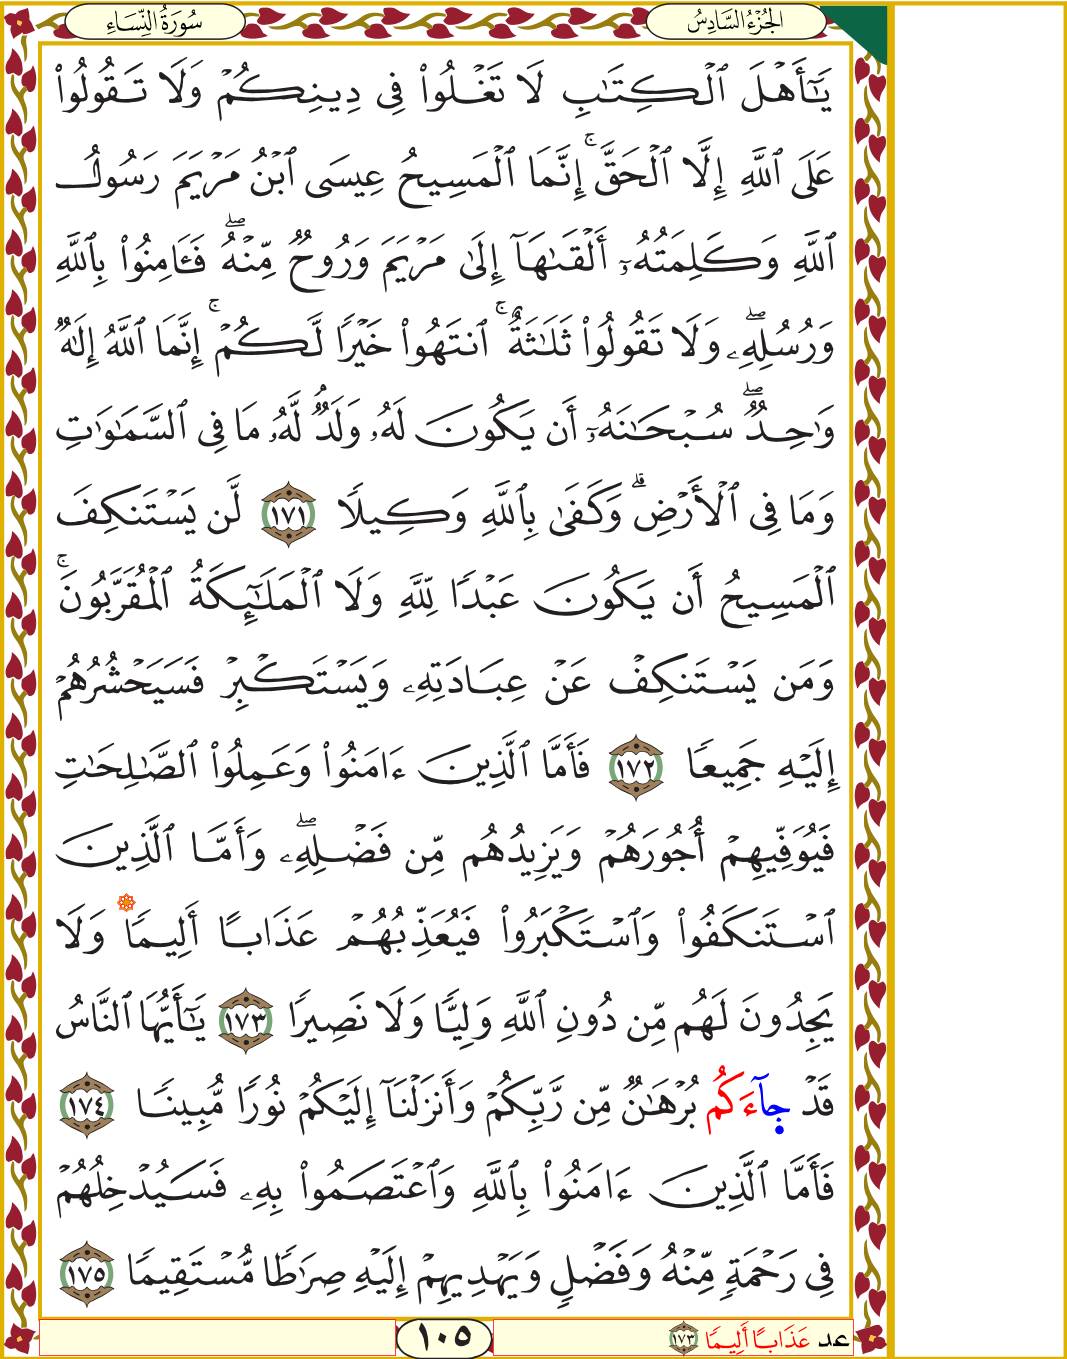 الجُزْءُ السَّادِسُ
سُورَةُ النِّسَاءِ
يَٰٓأَهْلَ ٱلْكِتَٰبِ لَا تَغْلُوا۟ فِى دِينِكُمْ وَلَا تَقُولُوا۟
عَلَى ٱللَّهِ إِلَّا ٱلْحَقَّ ۚ إِنَّمَا ٱلْمَسِيحُ عِيسَى ٱبْنُ مَرْيَمَ رَسُولُ
ٱللَّهِ وَكَلِمَتُهُۥٓ أَلْقَىٰهَآ إِلَىٰ مَرْيَمَ وَرُوحٌ مِّنْهُ ۖ فَـَٔامِنُوا۟ بِٱللَّهِ
وَرُسُلِهِۦ ۖ وَلَا تَقُولُوا۟ ثَلَٰثَةٌ ۚ ٱنتَهُوا۟ خَيْرًا لَّكُمْ ۚ إِنَّمَا ٱللَّهُ إِلَٰهٌ
وَٰحِدٌ ۖ سُبْحَٰنَهُۥٓ أَن يَكُونَ لَهُۥ وَلَدٌ لَّهُۥ مَا فِى ٱلسَّمَٰوَٰتِ
وَمَا فِى ٱلْأَرْضِ ۗ وَكَفَىٰ بِٱللَّهِ وَكِيلًا ١٧١ لَّن يَسْتَنكِفَ
ٱلْمَسِيحُ أَن يَكُونَ عَبْدًا لِّلَّهِ وَلَا ٱلْمَلَٰٓئِكَةُ ٱلْمُقَرَّبُونَ ۚ
وَمَن يَسْتَنكِفْ عَنْ عِبَادَتِهِۦ وَيَسْتَكْبِرْ فَسَيَحْشُرُهُمْ
إِلَيْهِ جَمِيعًا ١٧٢ فَأَمَّا ٱلَّذِينَ ءَامَنُوا۟ وَعَمِلُوا۟ ٱلصَّٰلِحَٰتِ
فَيُوَفِّيهِمْ أُجُورَهُمْ وَيَزِيدُهُم مِّن فَضْلِهِۦ ۖ وَأَمَّا ٱلَّذِينَ
ٱسْتَنكَفُوا۟ وَٱسْتَكْبَرُوا۟ فَيُعَذِّبُهُمْ عَذَابًا أَلِيمًا وَلَا
يَجِدُونَ لَهُم مِّن دُونِ ٱللَّهِ وَلِيًّا وَلَا نَصِيرًا ١٧٣ يَٰٓأَيُّهَا ٱلنَّاسُ
قَدْ جَآءَكُم بُرْهَٰنٌ مِّن رَّبِّكُمْ وَأَنزَلْنَآ إِلَيْكُمْ نُورًا مُّبِينًا ١٧٤
فَأَمَّا ٱلَّذِينَ ءَامَنُوا۟ بِٱللَّهِ وَٱعْتَصَمُوا۟ بِهِۦ فَسَيُدْخِلُهُمْ
فِى رَحْمَةٍ مِّنْهُ وَفَضْلٍ وَيَهْدِيهِمْ إِلَيْهِ صِرَٰطًا مُّسْتَقِيمًا ١٧٥
عد عَذَابًا أَلِيمًا ١٧٣
١٠٥